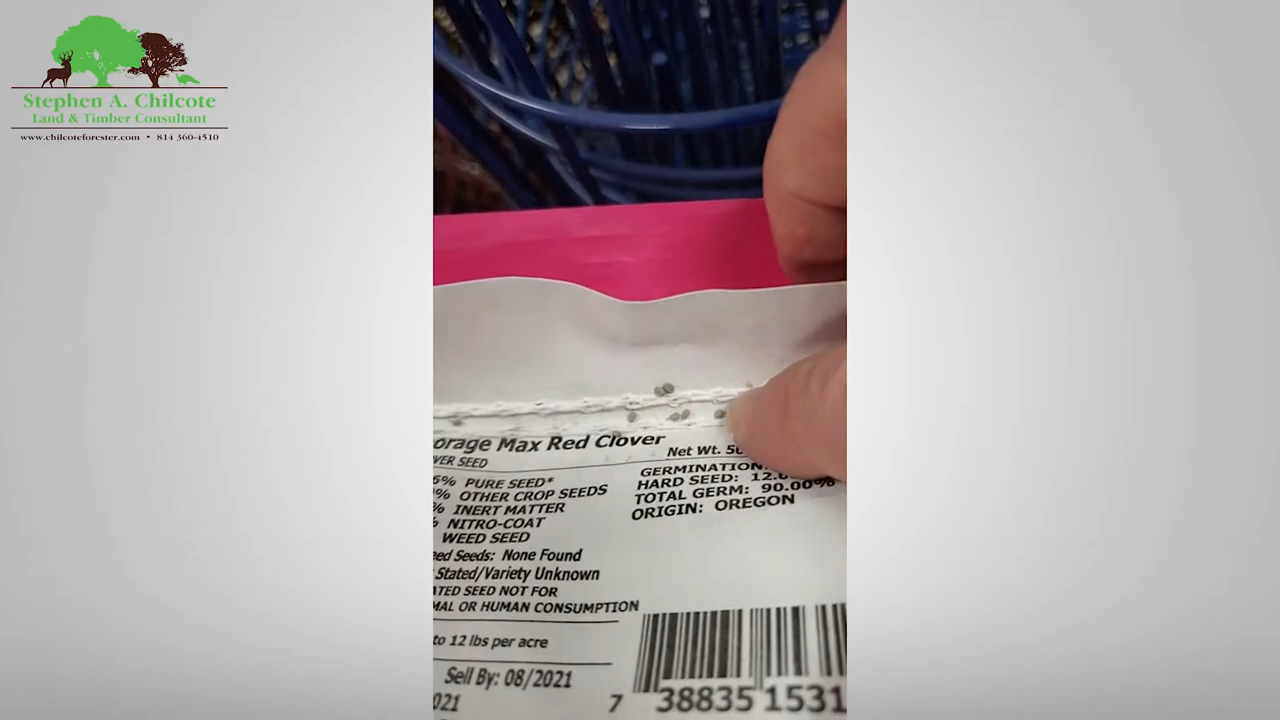 Stephen A. Chilcote
Land & Timber Consultant
www.chilcoteforester.com • 814 360-4510
orage Max Red Clover
VER SEED
Net Wt. 50
% PURE SEED*
% OTHER CROP SEEDS
% INERT MATTER
% NITRO-COAT
WEED SEED
eed Seeds: None Found
Stated/Variety Unknown
ATED SEED NOT FOR
MAL OR HUMAN CONSUMPTION
GERMINATION:
HARD SEED: 12.0
TOTAL GERM: 90.00%
ORIGIN: OREGON
to 12 lbs per acre
Sell By: 08/2021
021
7 38835 1531